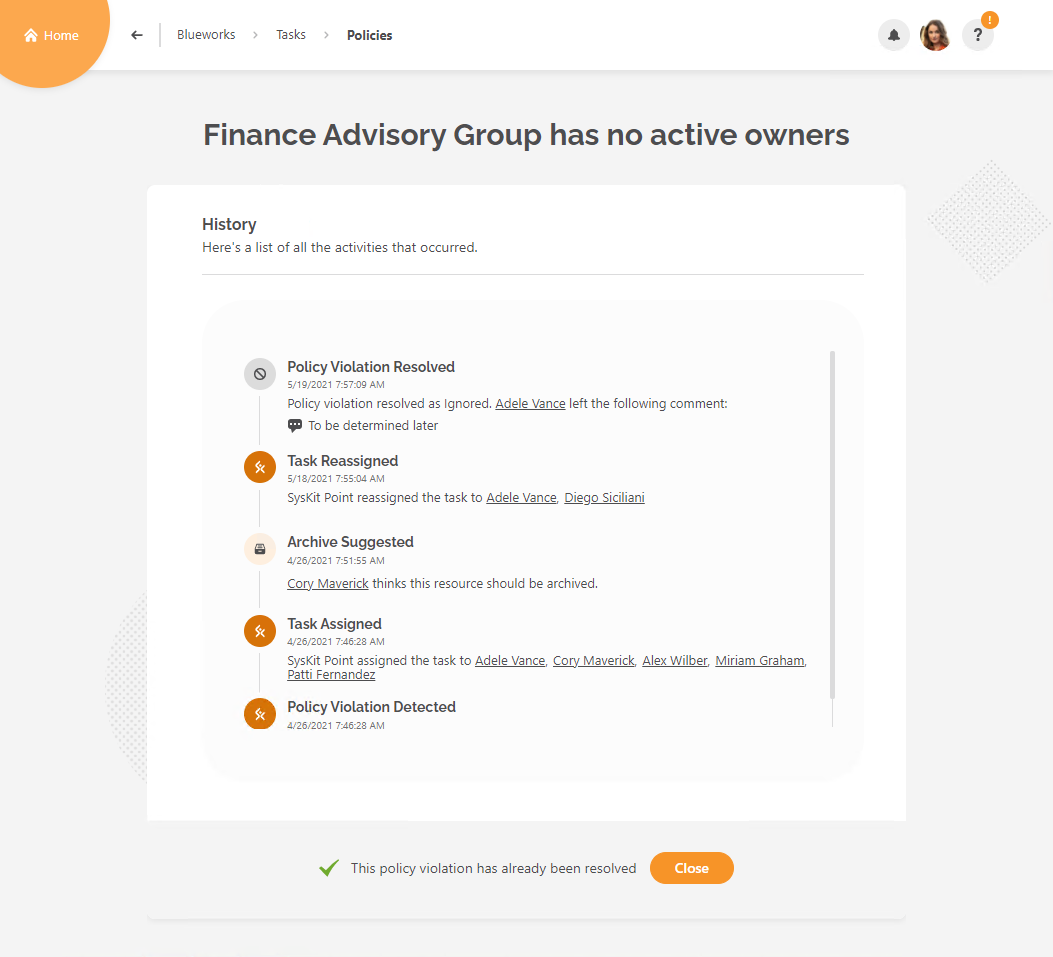 Home
Blueworks > Tasks > Policies
!
?
Finance Advisory Group has no active owners
History
Here's a list of all the activities that occurred.
Policy Violation Resolved
5/19/2021 7:57:09 AM
Policy violation resolved as Ignored. Adele Vance left the following comment:
To be determined later
Task Reassigned
5/18/2021 7:55:04 AM
SysKit Point reassigned the task to Adele Vance, Diego Siciliani
Archive Suggested
4/26/2021 7:51:55 AM
Cory Maverick thinks this resource should be archived.
Task Assigned
4/26/2021 7:46:28 AM
SysKit Point assigned the task to Adele Vance, Cory Maverick, Alex Wilber, Miriam Graham,
Patti Fernandez
Policy Violation Detected
4/26/2021 7:46:28 AM
This policy violation has already been resolved
Close